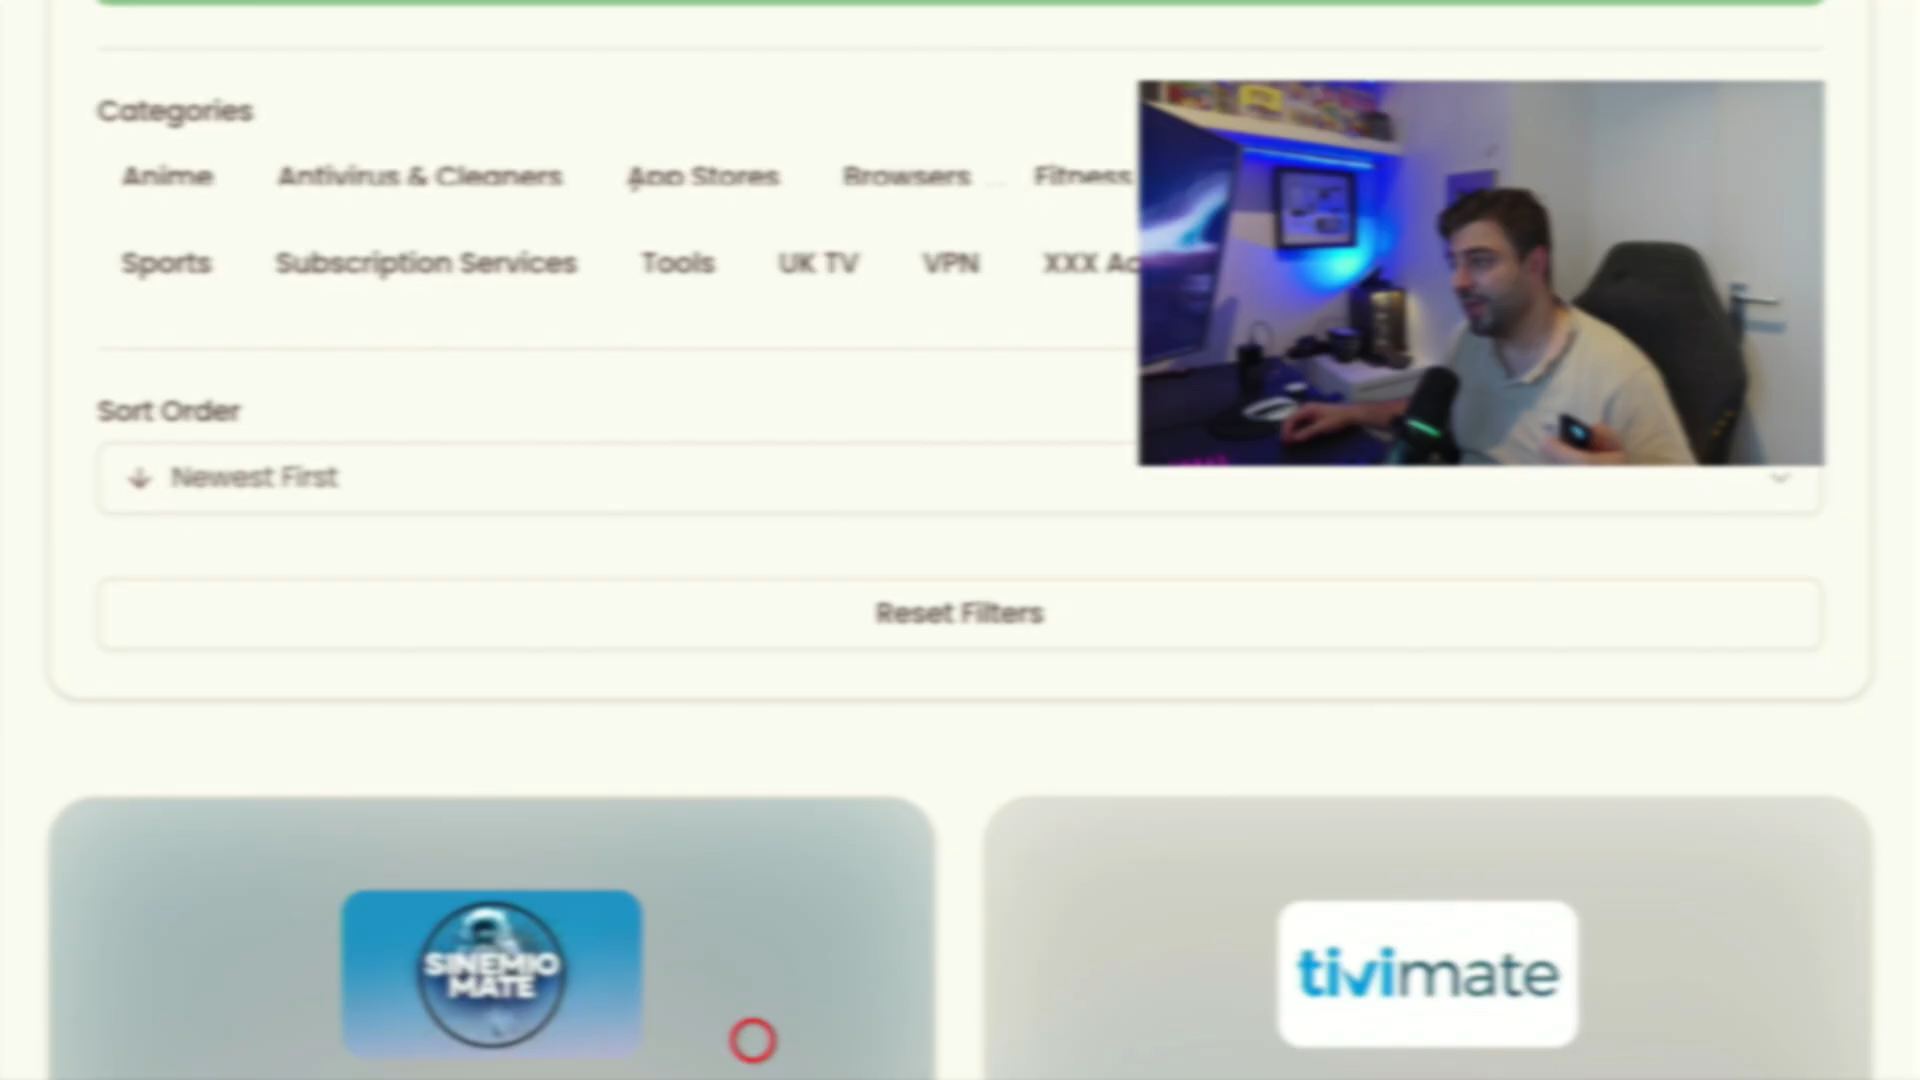 Categories
Anime Antivirus & Cleaners App Stores Browsers Fitness
Sports Subscription Services Tools UK TV VPN XXX
Sort Order
Newest First
Reset Filters
SINEMIO
MATE
tivimate